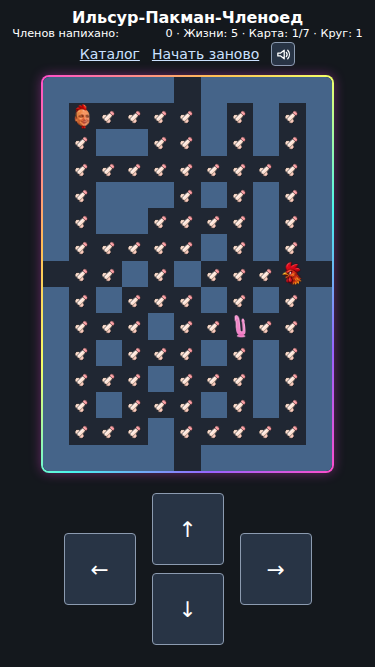 Ильсур-Пакман-Членоед
Членов напихано: 0 · Жизни: 5 · Карта: 1/7 · Круг: 1
Каталог Начать заново
↑
← →
↓